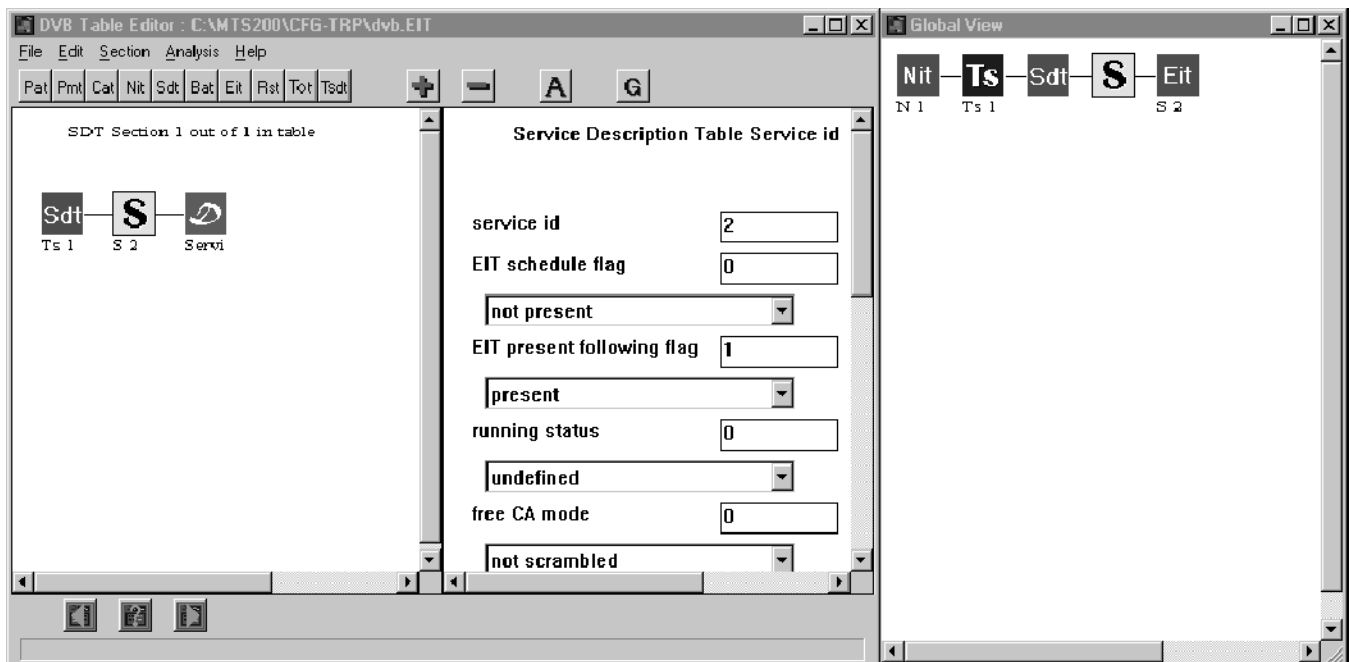 DVB Table Editor : C:\MTS200\CFG-TRP\dvb.EIT
File Edit Section Analysis Help
Pat Pmt Cat Nit Sdt Bat Eit Rst Tot Tsdt + − A G
SDT Section 1 out of 1 in table
Sdt S D
Ts 1 S 2 Servi
Service Description Table Service id
service id 2
EIT schedule flag 0
not present
EIT present following flag 1
present
running status 0
undefined
free CA mode 0
not scrambled
Global View
Nit Ts Sdt S Eit
N 1 Ts 1 S 2